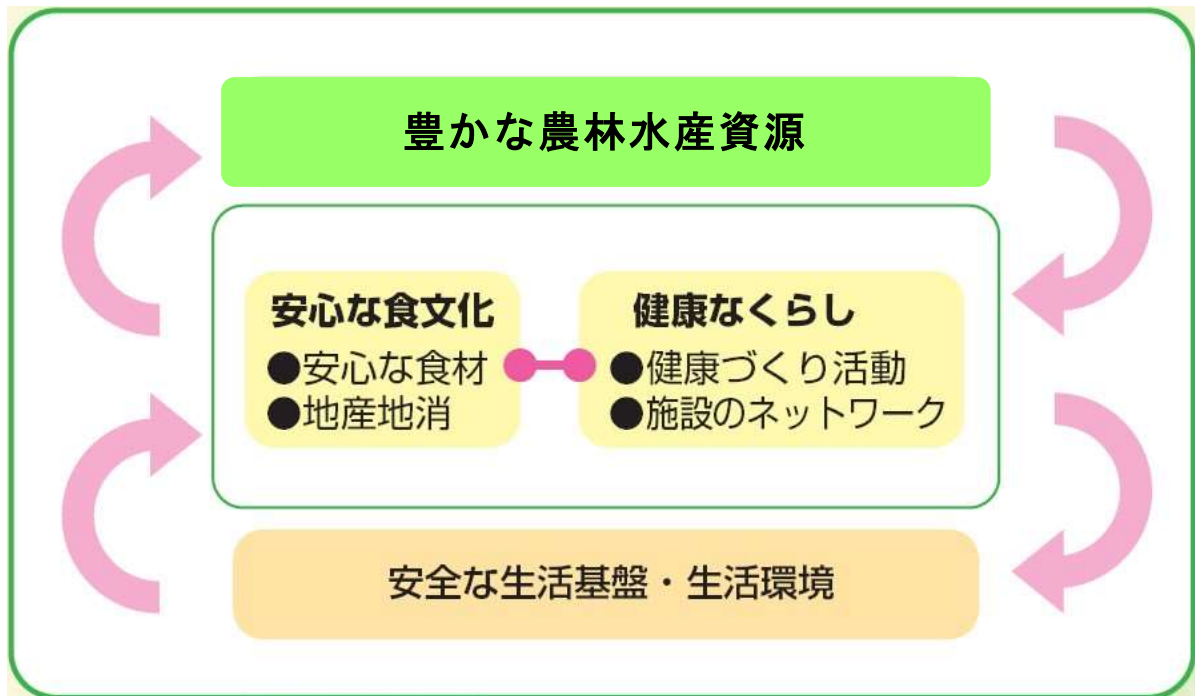 豊かな農林水産資源
安心な食文化
●安心な食材
●地産地消
健康なくらし
●健康づくり活動
●施設のネットワーク
安全な生活基盤・生活環境